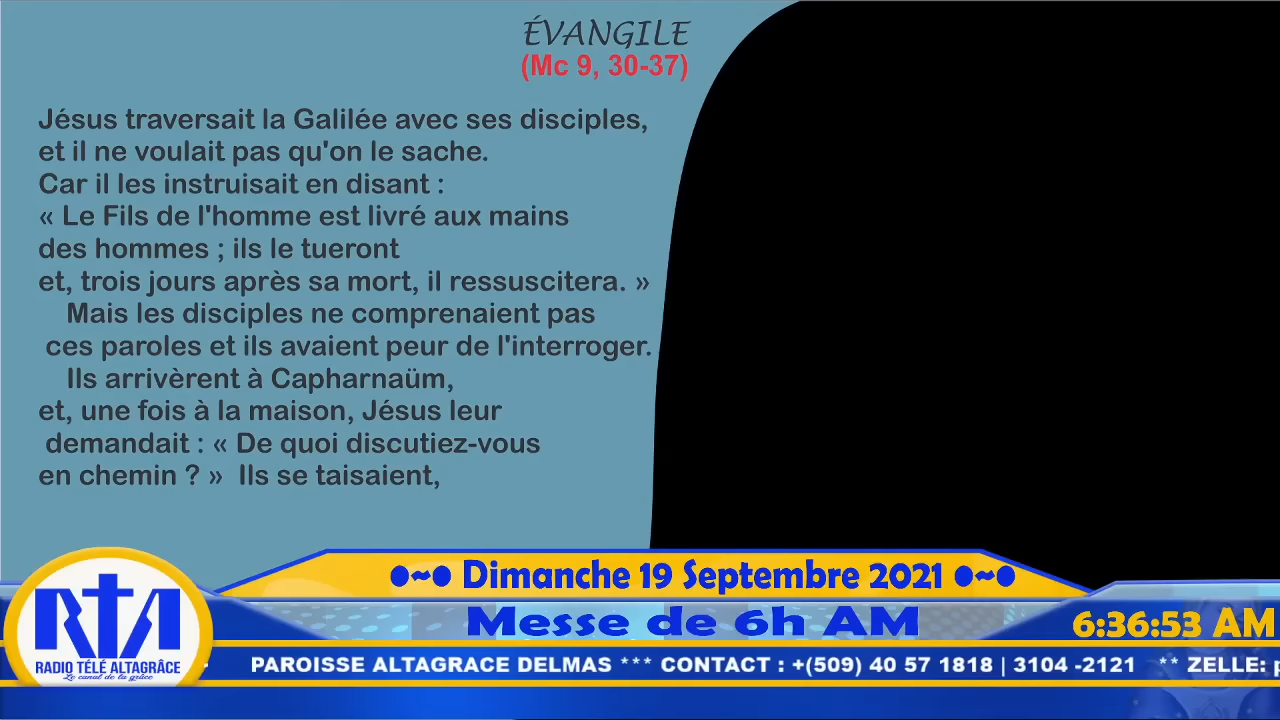 ÉVANGILE
(Mc 9, 30-37)
Jésus traversait la Galilée avec ses disciples,
et il ne voulait pas qu'on le sache.
Car il les instruisait en disant :
« Le Fils de l'homme est livré aux mains
des hommes ; ils le tueront
et, trois jours après sa mort, il ressuscitera. »
Mais les disciples ne comprenaient pas
ces paroles et ils avaient peur de l'interroger.
Ils arrivèrent à Capharnaüm,
et, une fois à la maison, Jésus leur
demandait : « De quoi discutiez-vous
en chemin ? » Ils se taisaient,
Dimanche 19 Septembre 2021
Messe de 6h AM
6:36:53 AM
RTA
RADIO TÉLÉ ALTAGRÂCE
Le canal de la grâce
PAROISSE ALTAGRACE DELMAS *** CONTACT : +(509) 40 57 1818 | 3104 -2121 ** ZELLE: